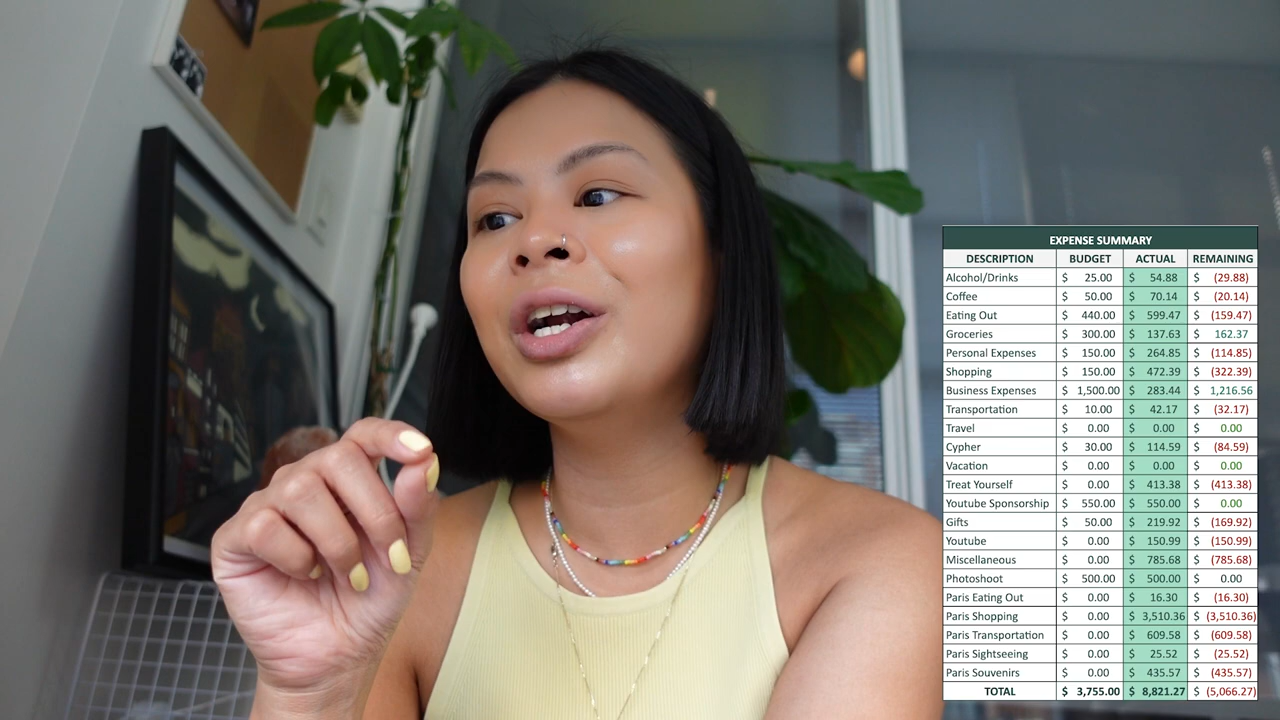 EXPENSE SUMMARY
DESCRIPTION BUDGET ACTUAL REMAINING
Alcohol/Drinks $ 25.00 $ 54.88 $ (29.88)
Coffee $ 50.00 $ 70.14 $ (20.14)
Eating Out $ 440.00 $ 599.47 $ (159.47)
Groceries $ 300.00 $ 137.63 $ 162.37
Personal Expenses $ 150.00 $ 264.85 $ (114.85)
Shopping $ 150.00 $ 472.39 $ (322.39)
Business Expenses $ 1,500.00 $ 283.44 $ 1,216.56
Transportation $ 10.00 $ 42.17 $ (32.17)
Travel $ 0.00 $ 0.00 $ 0.00
Cypher $ 30.00 $ 114.59 $ (84.59)
Vacation $ 0.00 $ 0.00 $ 0.00
Treat Yourself $ 0.00 $ 413.38 $ (413.38)
Youtube Sponsorship $ 550.00 $ 550.00 $ 0.00
Gifts $ 50.00 $ 219.92 $ (169.92)
Youtube $ 0.00 $ 150.99 $ (150.99)
Miscellaneous $ 0.00 $ 785.68 $ (785.68)
Photoshoot $ 500.00 $ 500.00 $ 0.00
Paris Eating Out $ 0.00 $ 16.30 $ (16.30)
Paris Shopping $ 0.00 $ 3,510.36 $ (3,510.36)
Paris Transportation $ 0.00 $ 609.58 $ (609.58)
Paris Sightseeing $ 0.00 $ 25.52 $ (25.52)
Paris Souvenirs $ 0.00 $ 435.57 $ (435.57)
TOTAL $ 3,755.00 $ 8,821.27 $ (5,066.27)